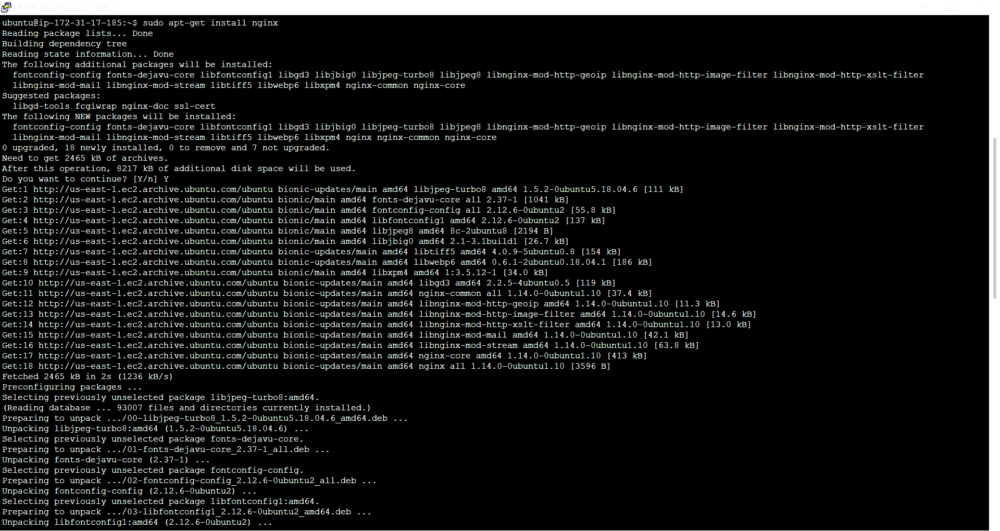 ubuntu@ip-172-31-17-185: ~
ubuntu@ip-172-31-17-185:~$ sudo apt-get install nginx
Reading package lists... Done
Building dependency tree
Reading state information... Done
The following additional packages will be installed:
  fontconfig-config fonts-dejavu-core libfontconfig1 libgd3 libjbig0 libjpeg-turbo8 libjpeg8 libnginx-mod-http-geoip libnginx-mod-http-image-filter libnginx-mod-http-xslt-filter
  libnginx-mod-mail libnginx-mod-stream libtiff5 libwebp6 libxpm4 nginx-common nginx-core
Suggested packages:
  libgd-tools fcgiwrap nginx-doc ssl-cert
The following NEW packages will be installed:
  fontconfig-config fonts-dejavu-core libfontconfig1 libgd3 libjbig0 libjpeg-turbo8 libjpeg8 libnginx-mod-http-geoip libnginx-mod-http-image-filter libnginx-mod-http-xslt-filter
  libnginx-mod-mail libnginx-mod-stream libtiff5 libwebp6 libxpm4 nginx nginx-common nginx-core
0 upgraded, 18 newly installed, 0 to remove and 7 not upgraded.
Need to get 2465 kB of archives.
After this operation, 8217 kB of additional disk space will be used.
Do you want to continue? [Y/n] Y
Get:1 http://us-east-1.ec2.archive.ubuntu.com/ubuntu bionic-updates/main amd64 libjpeg-turbo8 amd64 1.5.2-0ubuntu5.18.04.6 [111 kB]
Get:2 http://us-east-1.ec2.archive.ubuntu.com/ubuntu bionic/main amd64 fonts-dejavu-core all 2.37-1 [1041 kB]
Get:3 http://us-east-1.ec2.archive.ubuntu.com/ubuntu bionic/main amd64 fontconfig-config all 2.12.6-0ubuntu2 [55.8 kB]
Get:4 http://us-east-1.ec2.archive.ubuntu.com/ubuntu bionic/main amd64 libfontconfig1 amd64 2.12.6-0ubuntu2 [137 kB]
Get:5 http://us-east-1.ec2.archive.ubuntu.com/ubuntu bionic/main amd64 libjpeg8 amd64 8c-2ubuntu8 [2194 B]
Get:6 http://us-east-1.ec2.archive.ubuntu.com/ubuntu bionic/main amd64 libjbig0 amd64 2.1-3.1build1 [26.7 kB]
Get:7 http://us-east-1.ec2.archive.ubuntu.com/ubuntu bionic-updates/main amd64 libtiff5 amd64 4.0.9-5ubuntu0.8 [154 kB]
Get:8 http://us-east-1.ec2.archive.ubuntu.com/ubuntu bionic-updates/main amd64 libwebp6 amd64 0.6.1-2ubuntu0.18.04.1 [186 kB]
Get:9 http://us-east-1.ec2.archive.ubuntu.com/ubuntu bionic/main amd64 libxpm4 amd64 1:3.5.12-1 [34.0 kB]
Get:10 http://us-east-1.ec2.archive.ubuntu.com/ubuntu bionic-updates/main amd64 libgd3 amd64 2.2.5-4ubuntu0.5 [119 kB]
Get:11 http://us-east-1.ec2.archive.ubuntu.com/ubuntu bionic-updates/main amd64 nginx-common all 1.14.0-0ubuntu1.10 [37.4 kB]
Get:12 http://us-east-1.ec2.archive.ubuntu.com/ubuntu bionic-updates/main amd64 libnginx-mod-http-geoip amd64 1.14.0-0ubuntu1.10 [11.3 kB]
Get:13 http://us-east-1.ec2.archive.ubuntu.com/ubuntu bionic-updates/main amd64 libnginx-mod-http-image-filter amd64 1.14.0-0ubuntu1.10 [14.6 kB]
Get:14 http://us-east-1.ec2.archive.ubuntu.com/ubuntu bionic-updates/main amd64 libnginx-mod-http-xslt-filter amd64 1.14.0-0ubuntu1.10 [13.0 kB]
Get:15 http://us-east-1.ec2.archive.ubuntu.com/ubuntu bionic-updates/main amd64 libnginx-mod-mail amd64 1.14.0-0ubuntu1.10 [42.1 kB]
Get:16 http://us-east-1.ec2.archive.ubuntu.com/ubuntu bionic-updates/main amd64 libnginx-mod-stream amd64 1.14.0-0ubuntu1.10 [63.8 kB]
Get:17 http://us-east-1.ec2.archive.ubuntu.com/ubuntu bionic-updates/main amd64 nginx-core amd64 1.14.0-0ubuntu1.10 [413 kB]
Get:18 http://us-east-1.ec2.archive.ubuntu.com/ubuntu bionic-updates/main amd64 nginx all 1.14.0-0ubuntu1.10 [3596 B]
Fetched 2465 kB in 2s (1236 kB/s)
Preconfiguring packages ...
Selecting previously unselected package libjpeg-turbo8:amd64.
(Reading database ... 93007 files and directories currently installed.)
Preparing to unpack .../00-libjpeg-turbo8_1.5.2-0ubuntu5.18.04.6_amd64.deb ...
Unpacking libjpeg-turbo8:amd64 (1.5.2-0ubuntu5.18.04.6) ...
Selecting previously unselected package fonts-dejavu-core.
Preparing to unpack .../01-fonts-dejavu-core_2.37-1_all.deb ...
Unpacking fonts-dejavu-core (2.37-1) ...
Selecting previously unselected package fontconfig-config.
Preparing to unpack .../02-fontconfig-config_2.12.6-0ubuntu2_all.deb ...
Unpacking fontconfig-config (2.12.6-0ubuntu2) ...
Selecting previously unselected package libfontconfig1:amd64.
Preparing to unpack .../03-libfontconfig1_2.12.6-0ubuntu2_amd64.deb ...
Unpacking libfontconfig1:amd64 (2.12.6-0ubuntu2) ...